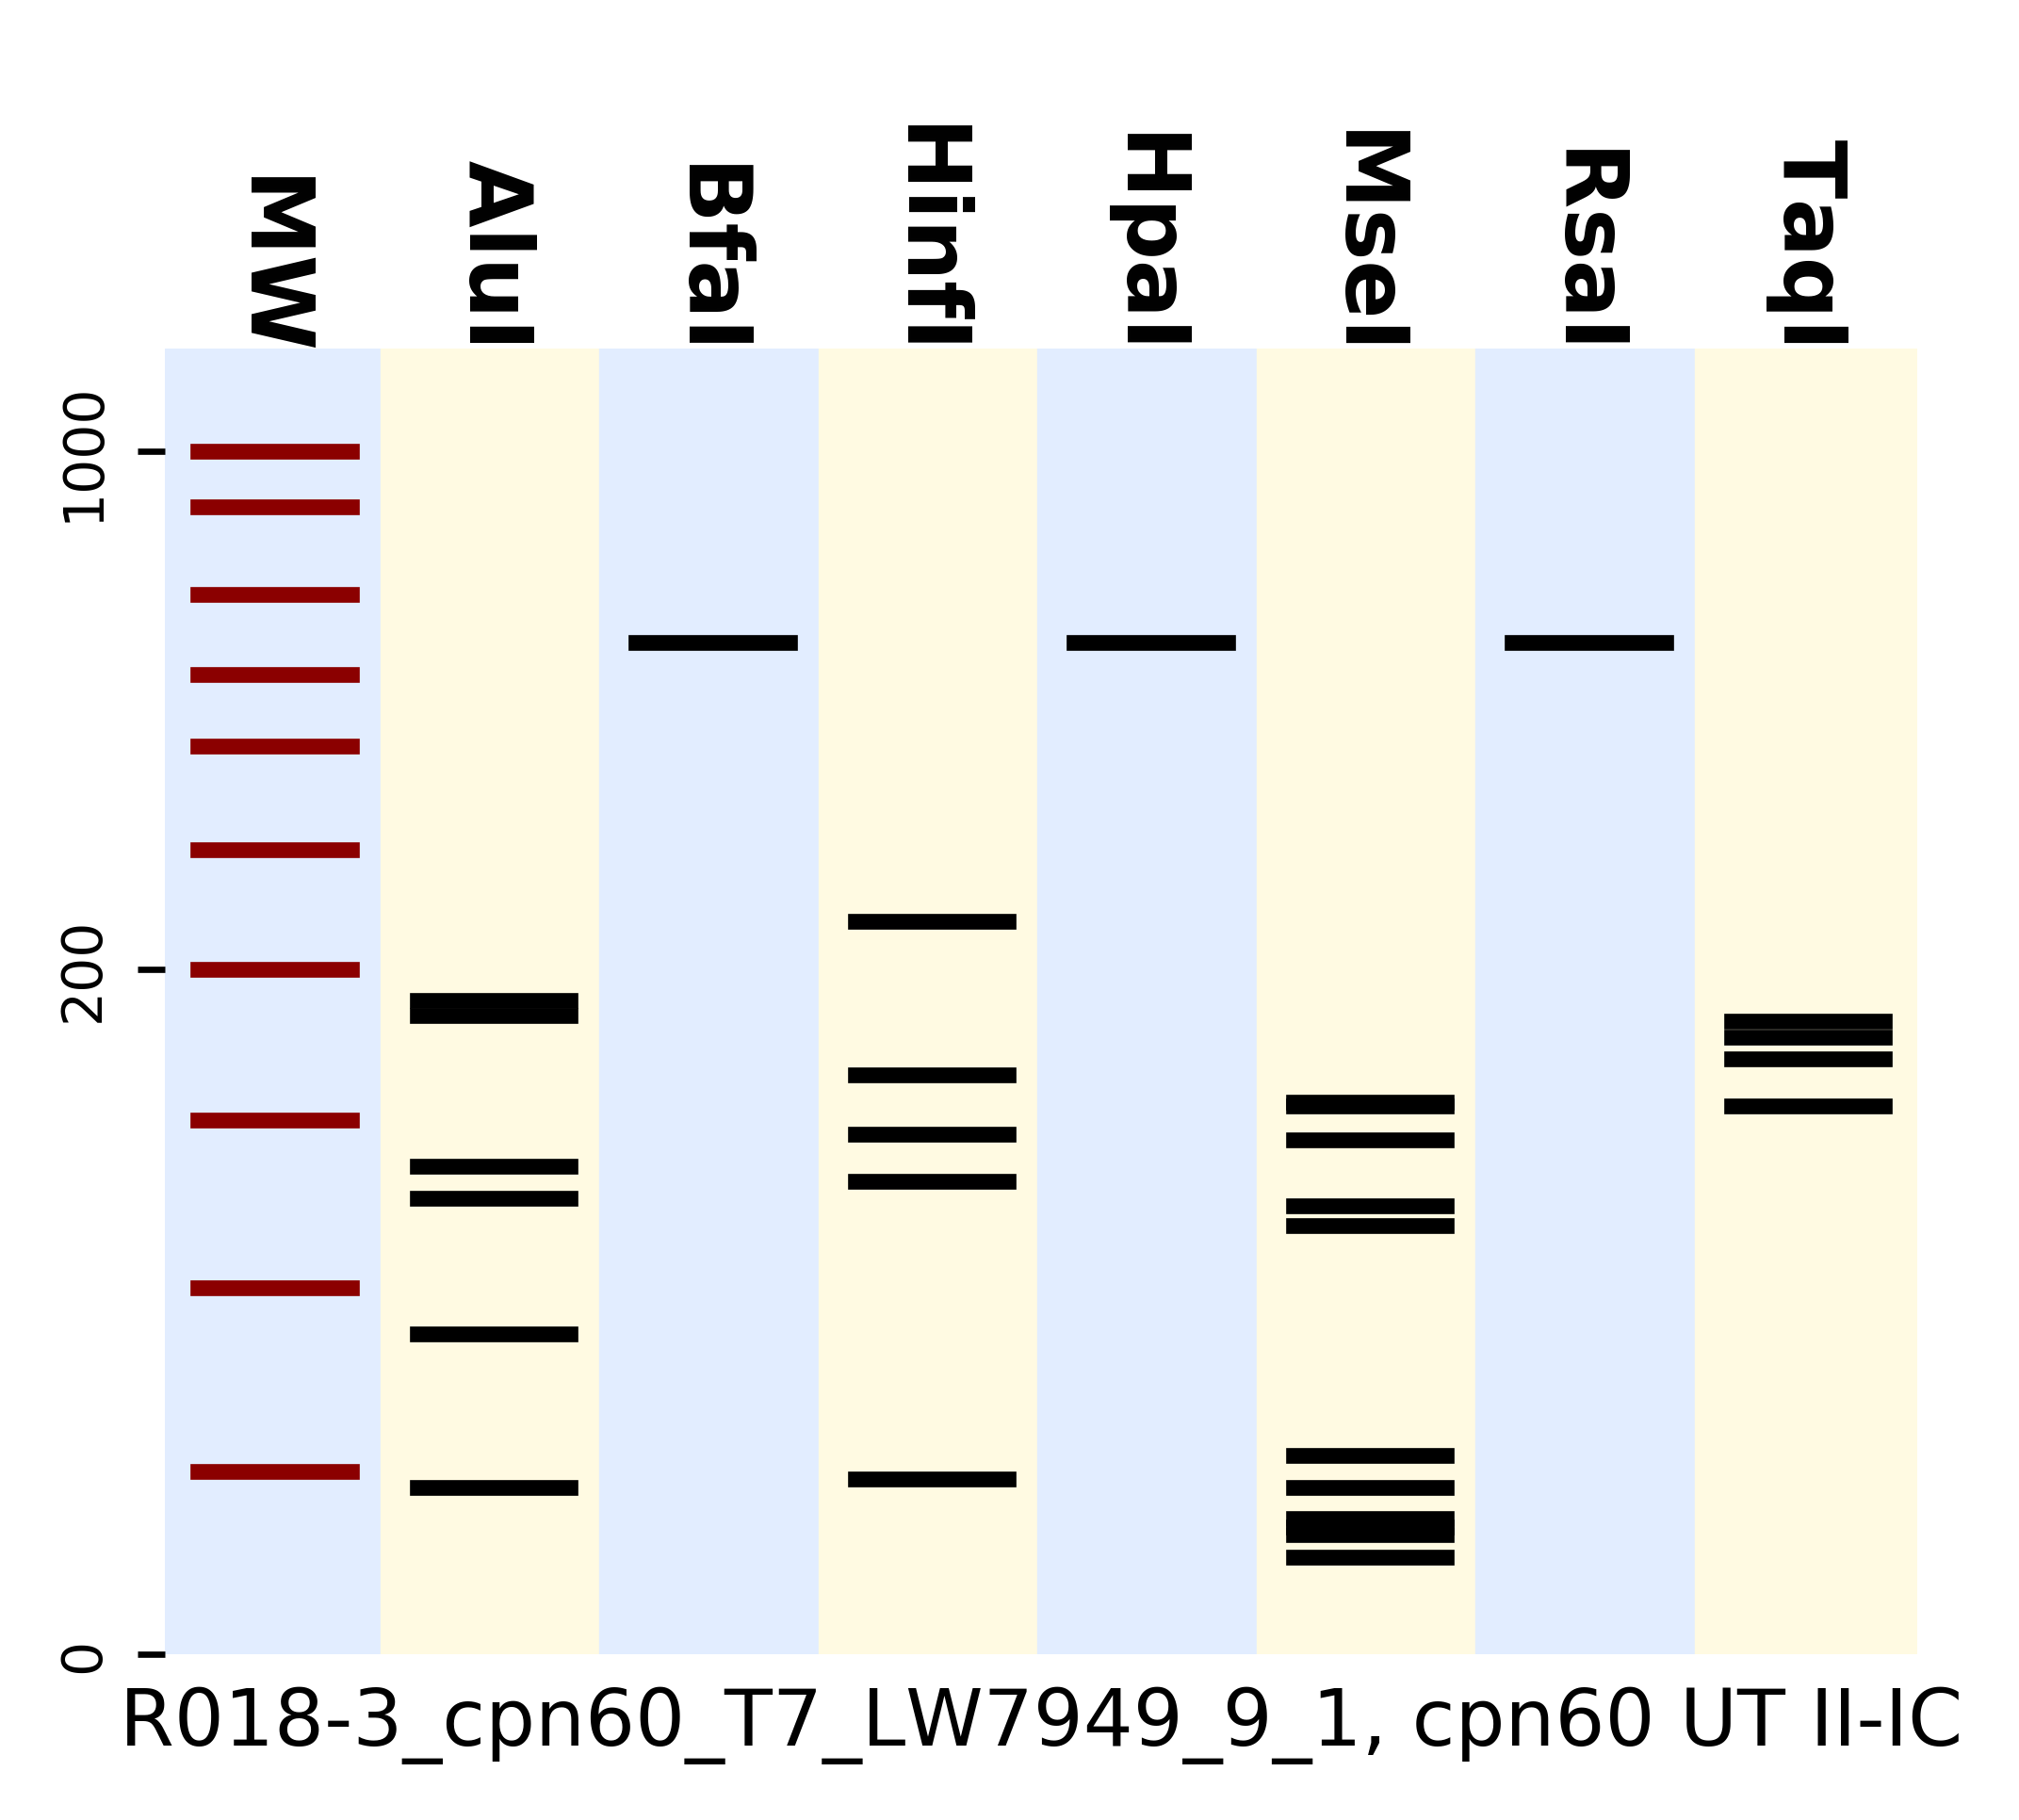 MW
AluI
BfaI
HinfI
HpaI
MseI
RsaI
TaqI
1000
200
0
R018-3_cpn60_T7_LW7949_9_1, cpn60 UT II-IC